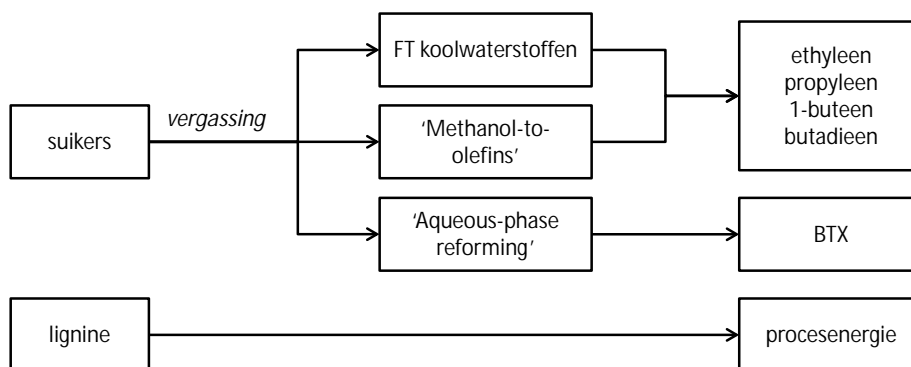 suikers
vergassing
FT koolwaterstoffen
'Methanol-to-
olefins'
'Aqueous-phase
reforming'
ethyleen
propyleen
1-buteen
butadieen
BTX
lignine
procesenergie